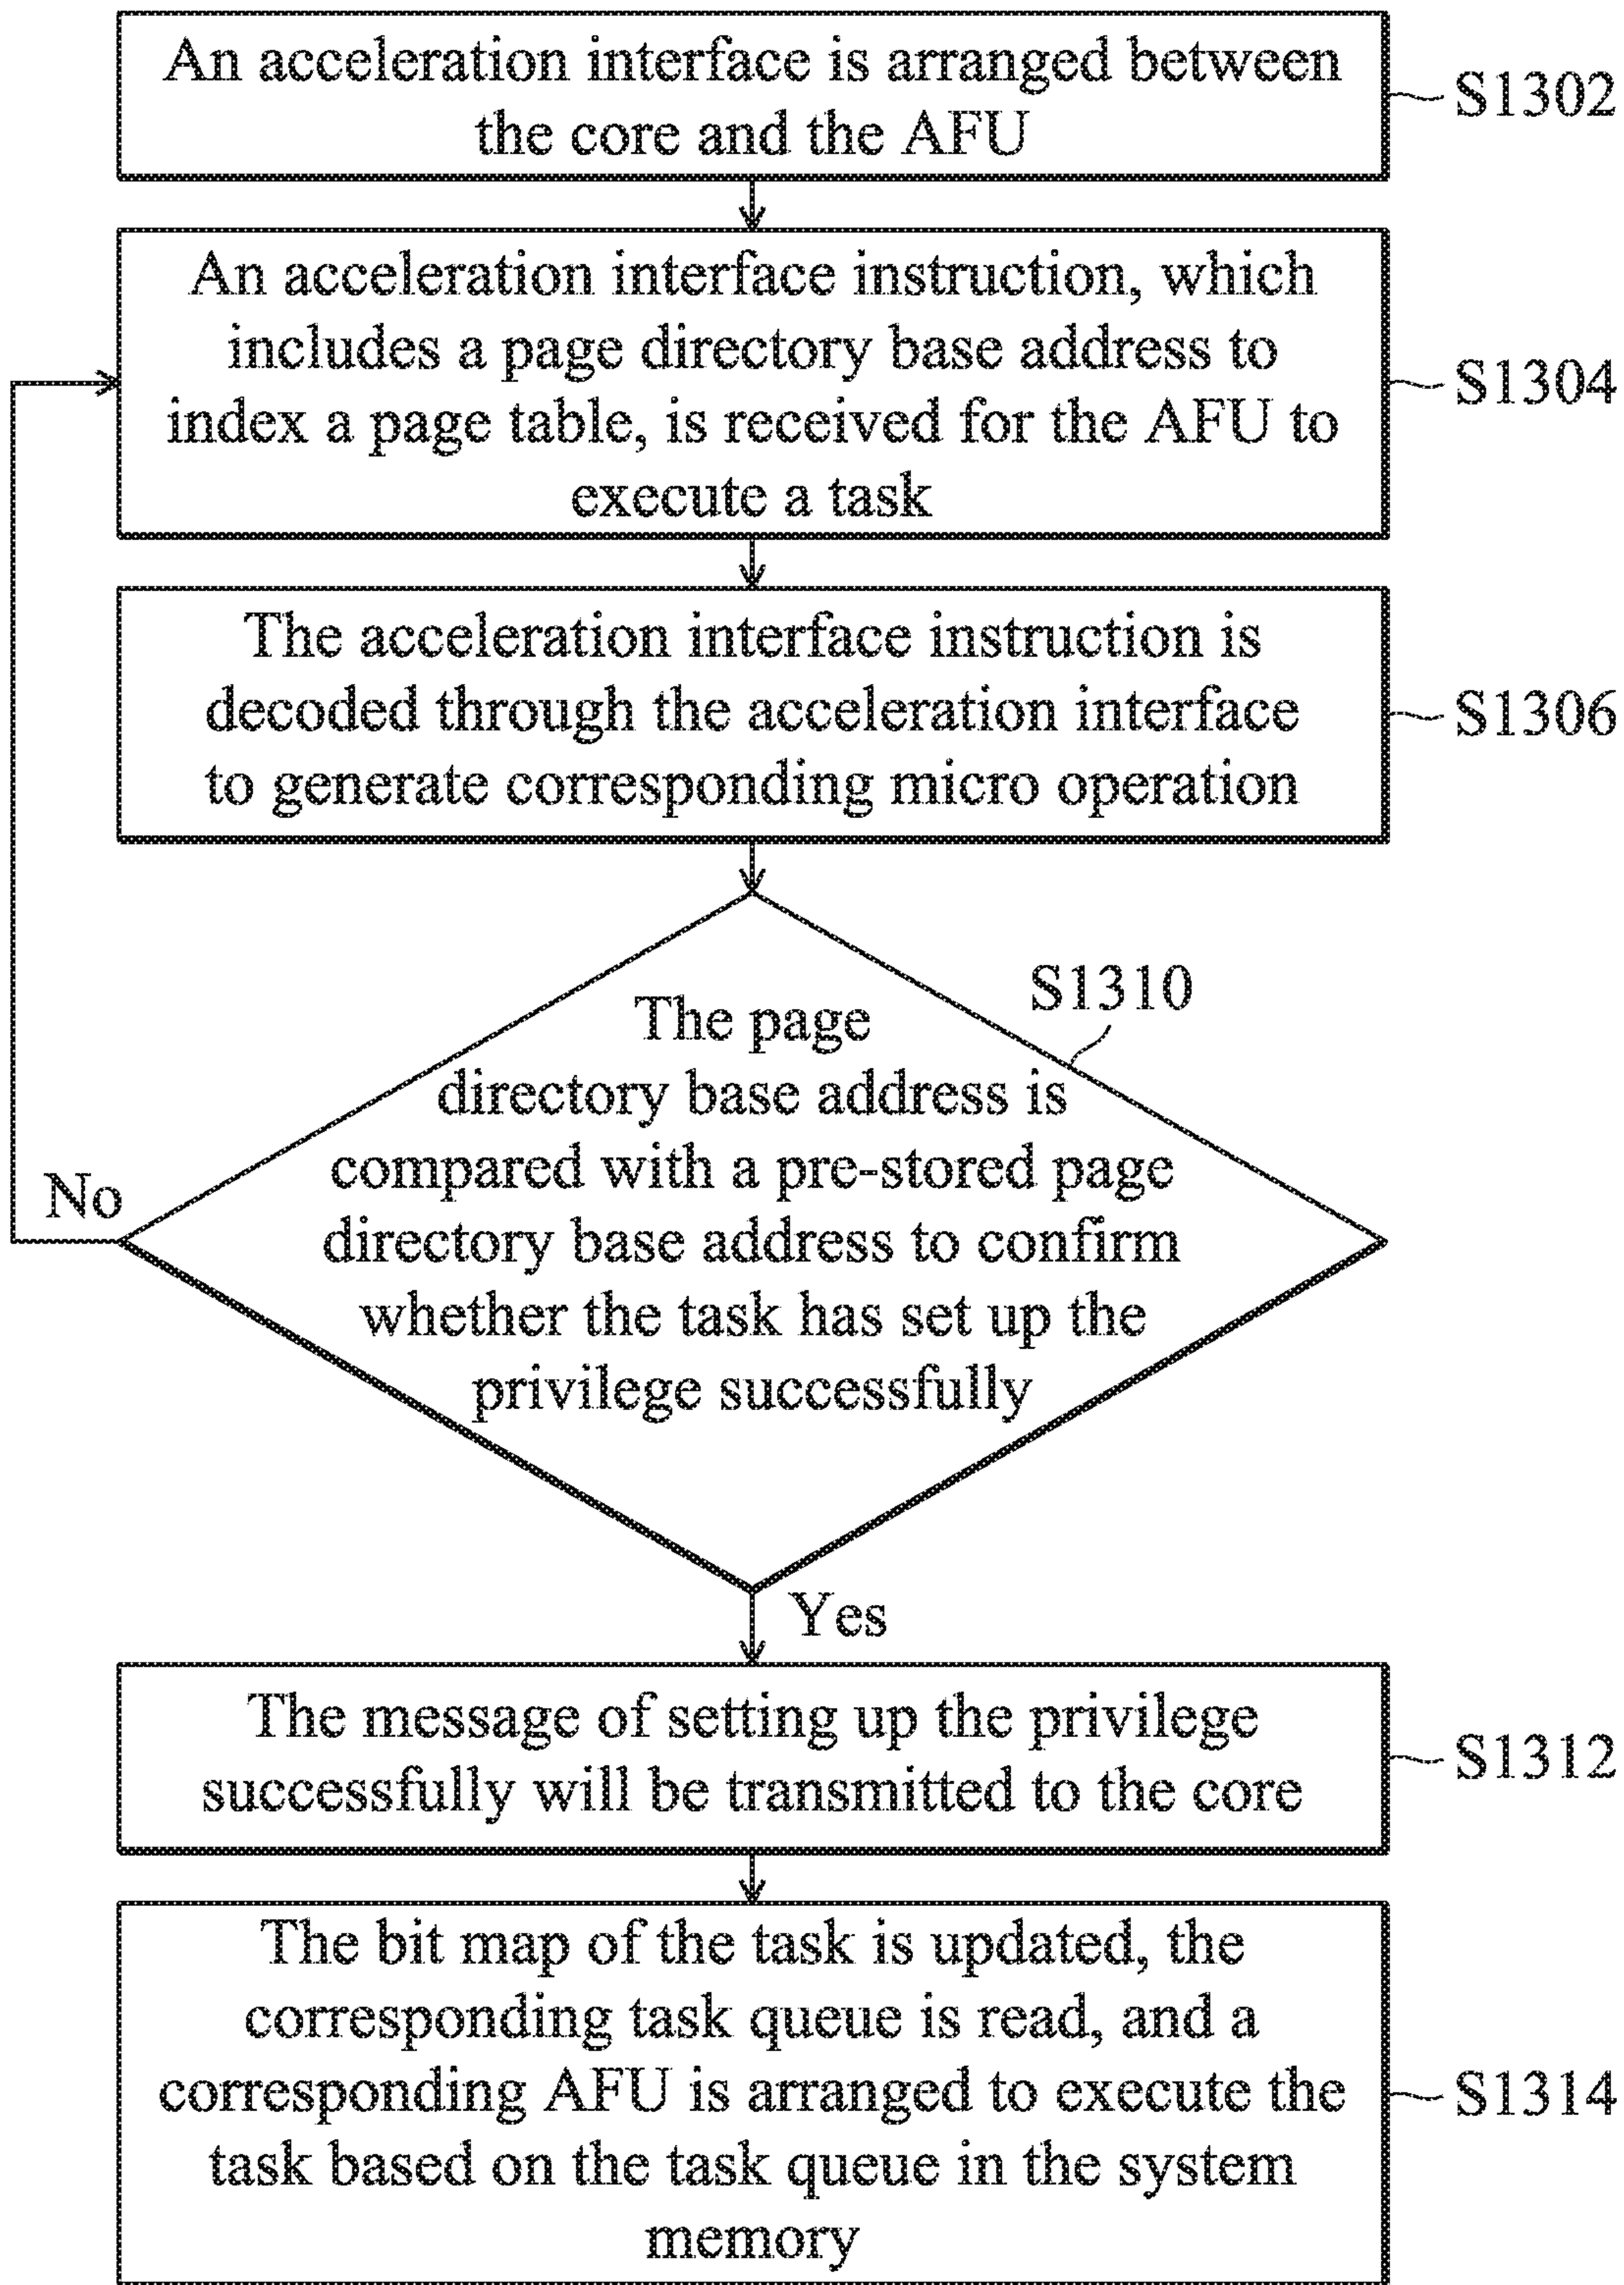 An acceleration interface is arranged between
the core and the AFU
S1302
An acceleration interface instruction, which
includes a page directory base address to
index a page table, is received for the AFU to
execute a task
S1304
The acceleration interface instruction is
decoded through the acceleration interface
to generate corresponding micro operation
S1306
S1310
The page
directory base address is
compared with a pre-stored page
directory base address to confirm
whether the task has set up the
privilege successfully
No
Yes
The message of setting up the privilege
successfully will be transmitted to the core
S1312
The bit map of the task is updated, the
corresponding task queue is read, and a
corresponding AFU is arranged to execute the
task based on the task queue in the system
memory
S1314